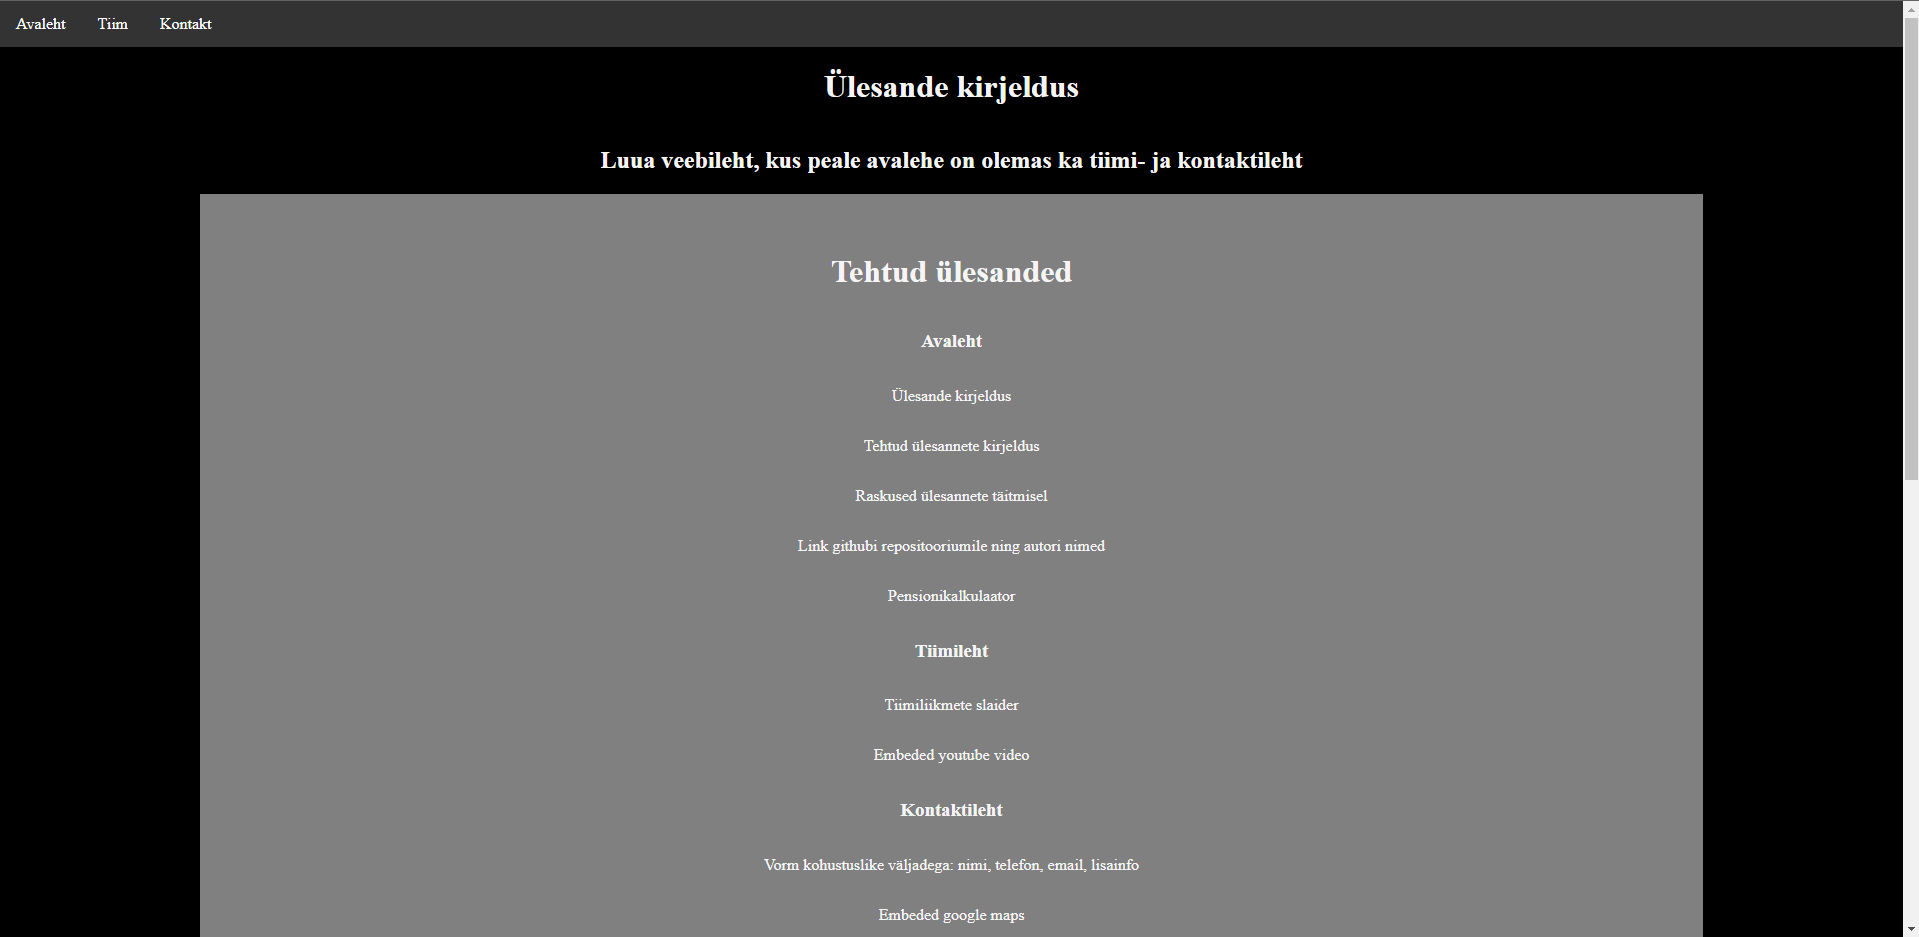 Avaleht Tiim Kontakt
Ülesande kirjeldus
Luua veebileht, kus peale avalehe on olemas ka tiimi- ja kontaktileht
Tehtud ülesanded
Avaleht
Ülesande kirjeldus
Tehtud ülesannete kirjeldus
Raskused ülesannete täitmisel
Link githubi repositooriumile ning autori nimed
Pensionikalkulaator
Tiimileht
Tiimiliikmete slaider
Embeded youtube video
Kontaktileht
Vorm kohustuslike väljadega: nimi, telefon, email, lisainfo
Embeded google maps